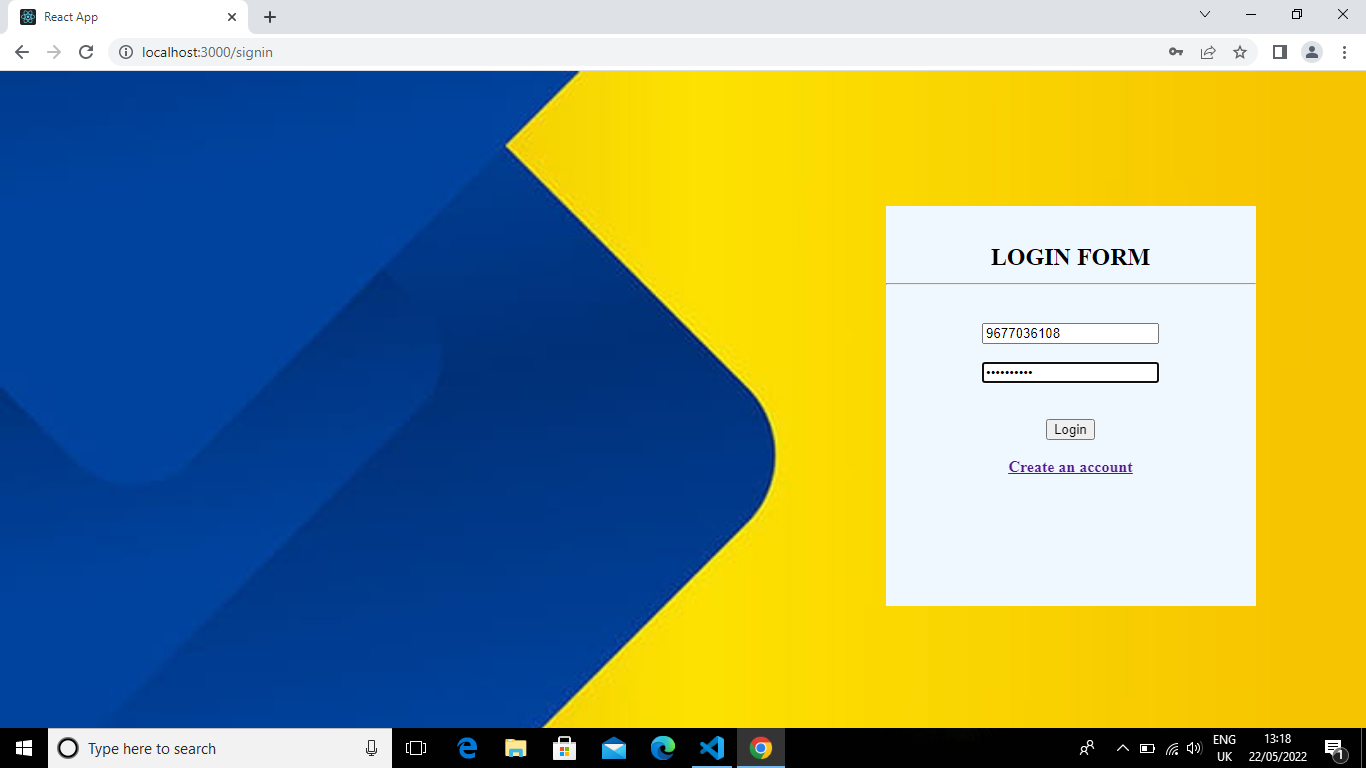 React App
localhost:3000/signin
LOGIN FORM
9677036108
••••••••••
Login
Create an account
Type here to search
ENG
UK
13:18
22/05/2022
1